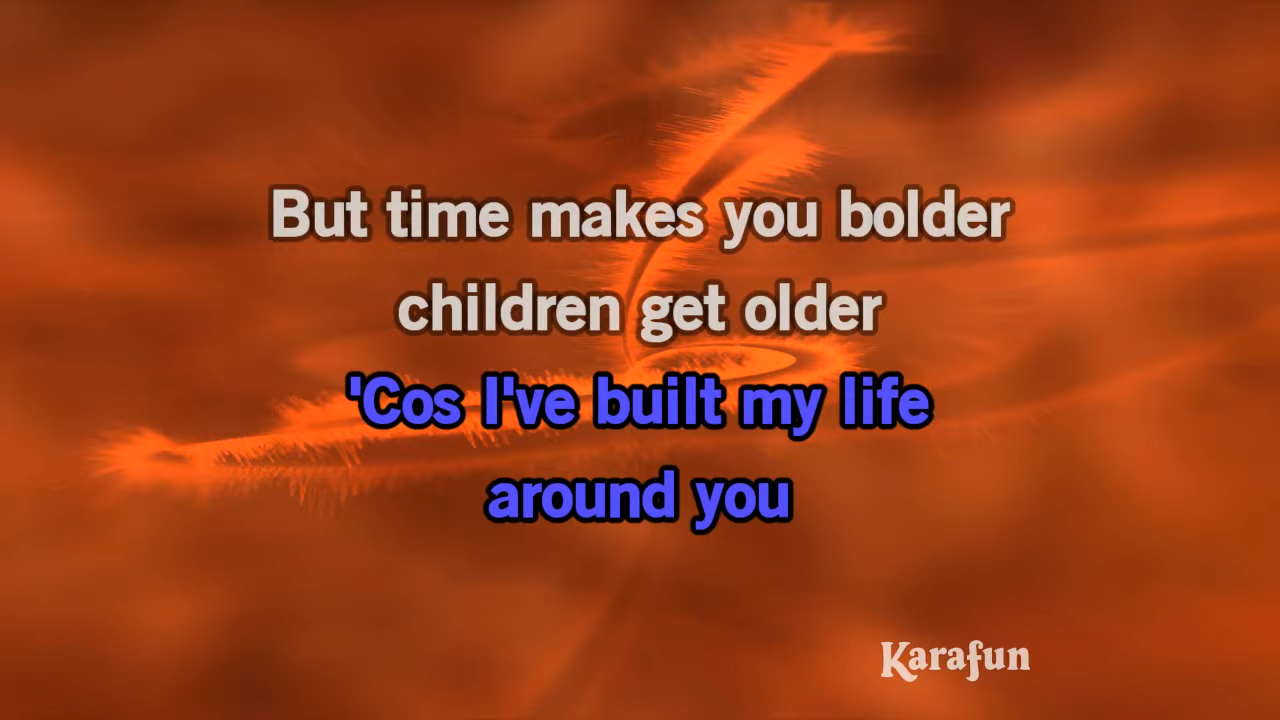 But time makes you bolder
children get older
'Cos I've built my life
around you
Karafun